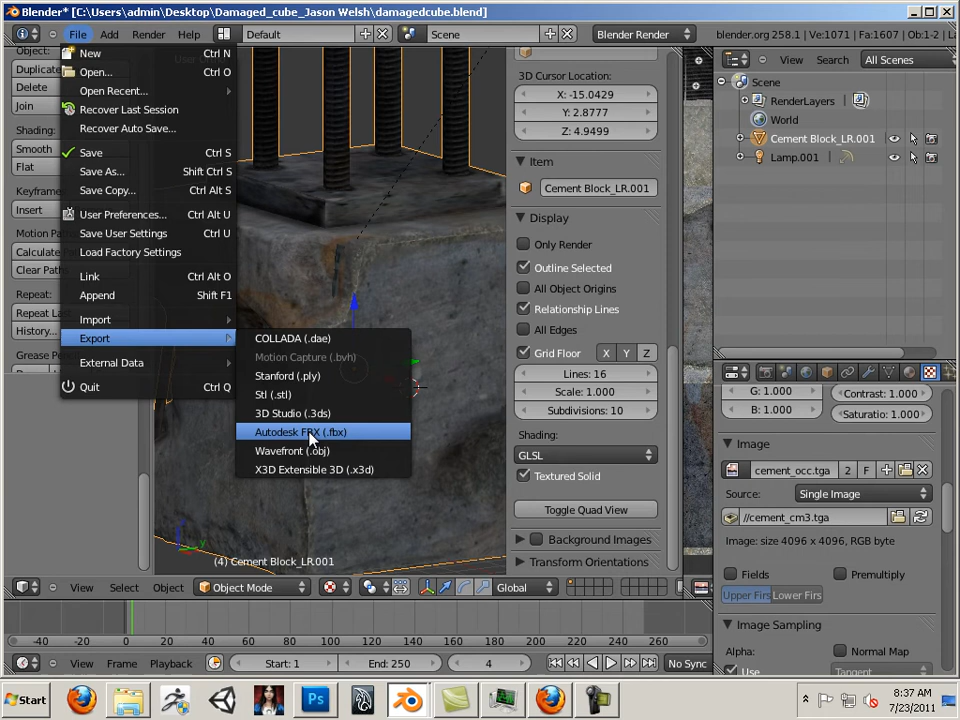 Blender* [C:\Users\admin\Desktop\Damaged_cube_Jason Welsh\damagedcube.blend]
File Add Render Help Default Scene Blender Render blender.org 258.1 | Ve:1071 | Fa:1607 | Ob:1-2 | L
Object:
Duplicate
Delete
Join
Shading:
Smooth
Flat
Keyframe
Insert
Motion Pa
Calculate
Clear Paths
Repeat:
Repeat Las
History...
Grease Pen
New Ctrl N
Open... Ctrl O
Open Recent...
Recover Last Session
Recover Auto Save...
Save Ctrl S
Save As... Shift Ctrl S
Save Copy... Ctrl Alt S
User Preferences... Ctrl Alt U
Save User Settings Ctrl U
Load Factory Settings
Link Ctrl Alt O
Append Shift F1
Import
Export
External Data
Quit Ctrl Q
COLLADA (.dae)
Motion Capture (.bvh)
Stanford (.ply)
Stl (.stl)
3D Studio (.3ds)
Autodesk FBX (.fbx)
Wavefront (.obj)
X3D Extensible 3D (.x3d)
(4) Cement Block_LR.001
3D Cursor Location:
X: -15.0429
Y: 2.8777
Z: 4.9499
Item
Cement Block_LR.001
Display
Only Render
Outline Selected
All Object Origins
Relationship Lines
All Edges
Grid Floor X Y Z
Lines: 16
Scale: 1.000
Subdivisions: 10
Shading:
GLSL
Textured Solid
Toggle Quad View
Background Images
Transform Orientations
View Search All Scenes
Scene
RenderLayers
World
Cement Block_LR.001
Lamp.001
G: 1.000 Contrast: 1.000
B: 1.000 Saturatio: 1.000
Image
cement_occ.tga 2 F
Source: Single Image
//cement_cm3.tga
Image: size 4096 x 4096, RGB byte
Fields Premultiply
Upper Firs Lower Firs
Image Sampling
Alpha: Normal Map
Use Tangent
View Select Object Object Mode Global
-40 -20 0 20 40 60 80 100 120 140 160 180 200 220 240 260
View Frame Playback Start: 1 End: 250 4 No Sync
Start Ps 8:37 AM
7/23/2011